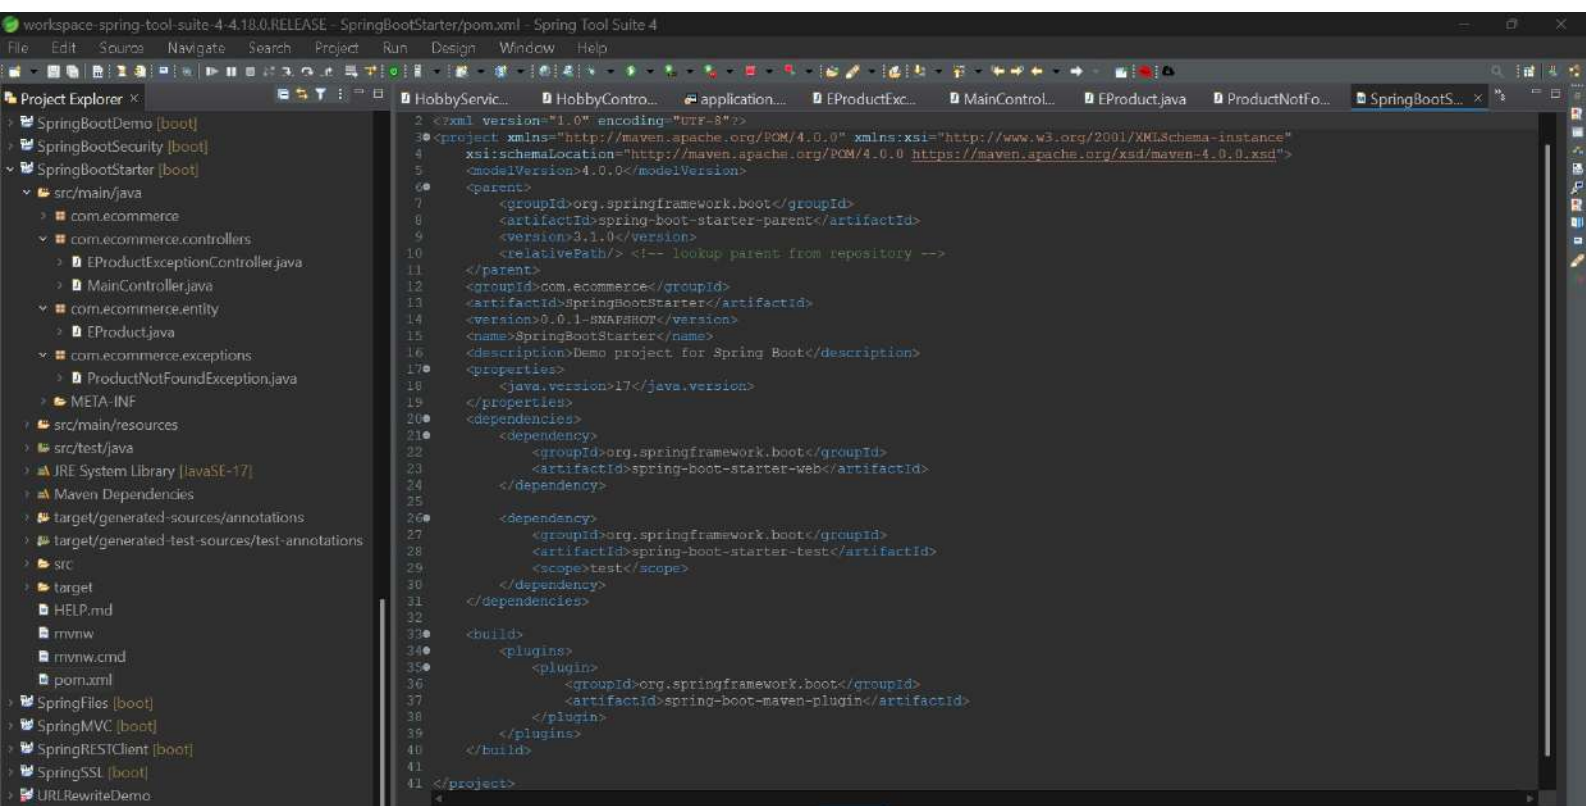 workspace-spring-tool-suite-4-4.18.0.RELEASE - SpringBootStarter/pom.xml - Spring Tool Suite 4
File Edit Source Navigate Search Project Run Design Window Help
Project Explorer
SpringBootDemo [boot]
SpringBootSecurity [boot]
SpringBootStarter [boot]
src/main/java
com.ecommerce
com.ecommerce.controllers
EProductExceptionController.java
MainController.java
com.ecommerce.entity
EProduct.java
com.ecommerce.exceptions
ProductNotFoundException.java
META-INF
src/main/resources
src/test/java
JRE System Library [JavaSE-17]
Maven Dependencies
target/generated-sources/annotations
target/generated-test-sources/test-annotations
src
target
HELP.md
mvnw
mvnw.cmd
pom.xml
SpringFiles [boot]
SpringMVC [boot]
SpringRESTClient [boot]
SpringSSL [boot]
URLRewriteDemo
HobbyServic... HobbyContro... application.... EProductExc... MainControl... EProduct.java ProductNotFo... SpringBootS...
2 <?xml version="1.0" encoding="UTF-8"?>
3 <project xmlns="http://maven.apache.org/POM/4.0.0" xmlns:xsi="http://www.w3.org/2001/XMLSchema-instance"
4 xsi:schemaLocation="http://maven.apache.org/POM/4.0.0 https://maven.apache.org/xsd/maven-4.0.0.xsd">
5 <modelVersion>4.0.0</modelVersion>
6 <parent>
7 <groupId>org.springframework.boot</groupId>
8 <artifactId>spring-boot-starter-parent</artifactId>
9 <version>3.1.0</version>
10 <relativePath/> <!-- lookup parent from repository -->
11 </parent>
12 <groupId>com.ecommerce</groupId>
13 <artifactId>SpringBootStarter</artifactId>
14 <version>0.0.1-SNAPSHOT</version>
15 <name>SpringBootStarter</name>
16 <description>Demo project for Spring Boot</description>
17 <properties>
18 <java.version>17</java.version>
19 </properties>
20 <dependencies>
21 <dependency>
22 <groupId>org.springframework.boot</groupId>
23 <artifactId>spring-boot-starter-web</artifactId>
24 </dependency>
25
26 <dependency>
27 <groupId>org.springframework.boot</groupId>
28 <artifactId>spring-boot-starter-test</artifactId>
29 <scope>test</scope>
30 </dependency>
31 </dependencies>
32
33 <build>
34 <plugins>
35 <plugin>
36 <groupId>org.springframework.boot</groupId>
37 <artifactId>spring-boot-maven-plugin</artifactId>
38 </plugin>
39 </plugins>
40 </build>
41
41 </project>